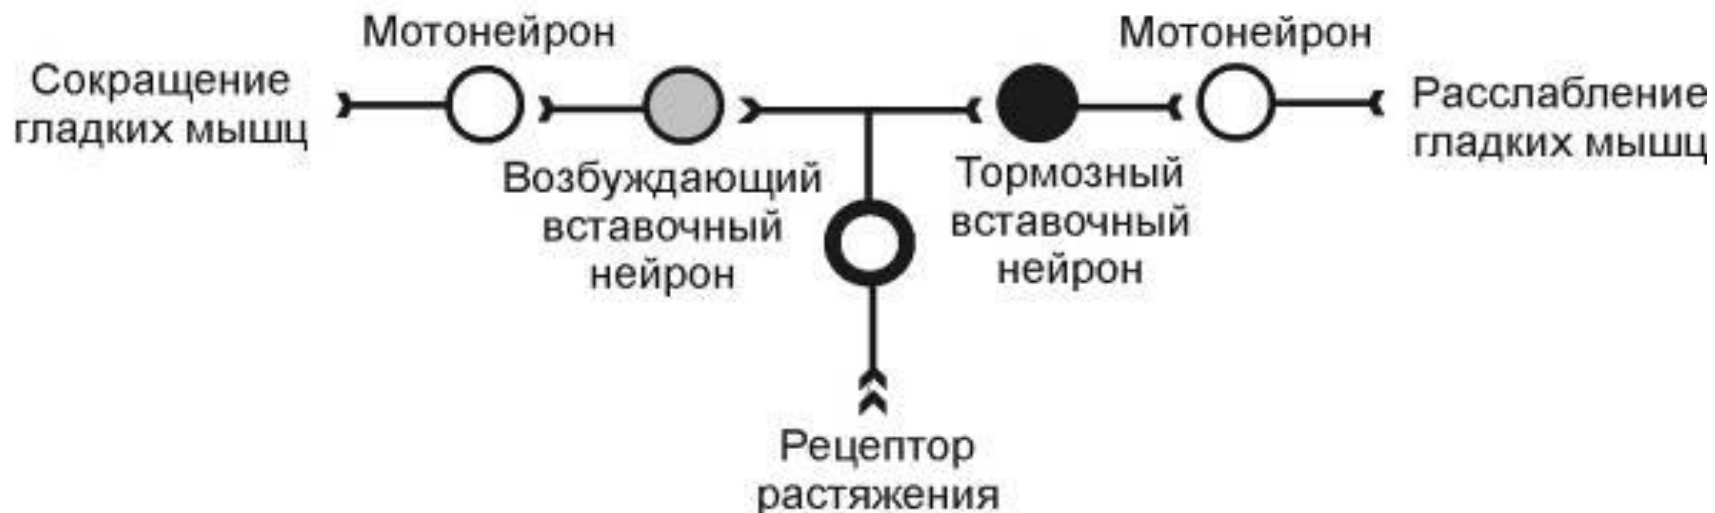 Мотонейрон
Мотонейрон
Сокращение
гладких мышц
Расслабление
гладких мышц
Возбуждающий
вставочный
нейрон
Тормозный
вставочный
нейрон
Рецептор
растяжения